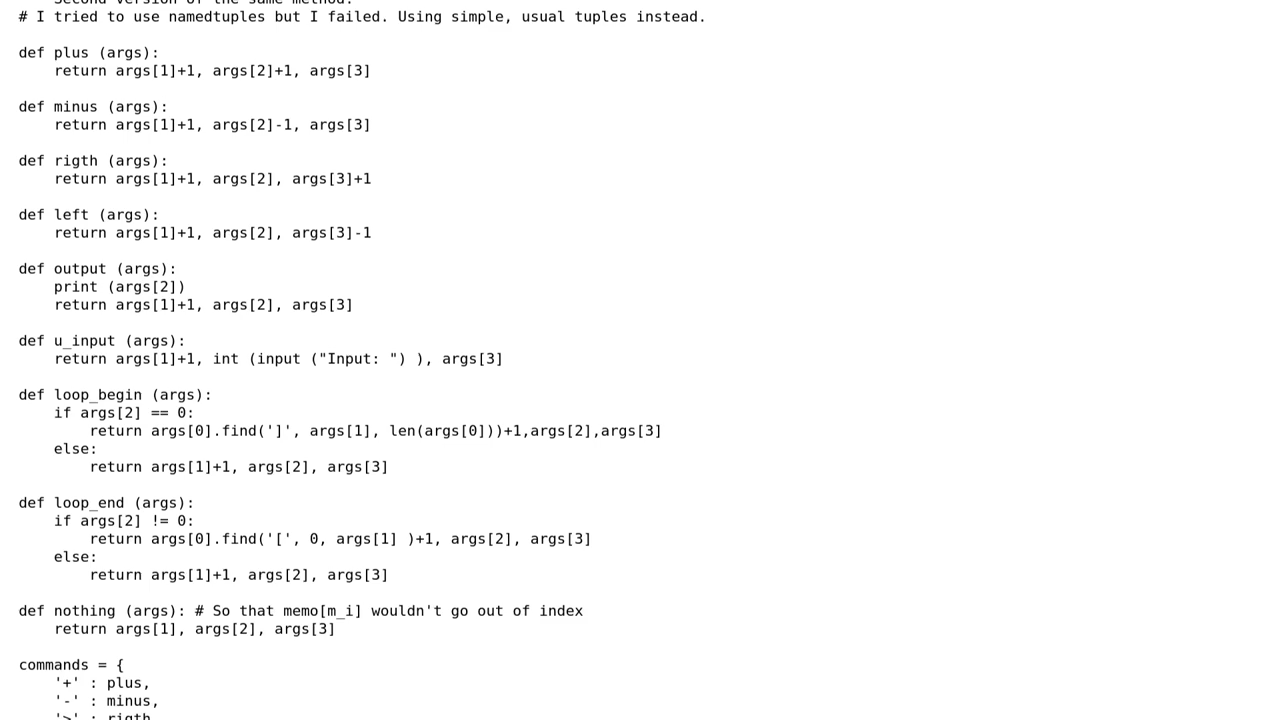 Second version of the same method.
# I tried to use namedtuples but I failed. Using simple, usual tuples instead.
def plus (args):
    return args[1]+1, args[2]+1, args[3]
def minus (args):
    return args[1]+1, args[2]-1, args[3]
def rigth (args):
    return args[1]+1, args[2], args[3]+1
def left (args):
    return args[1]+1, args[2], args[3]-1
def output (args):
    print (args[2])
    return args[1]+1, args[2], args[3]
def u_input (args):
    return args[1]+1, int (input ("Input: ") ), args[3]
def loop_begin (args):
    if args[2] == 0:
        return args[0].find(']', args[1], len(args[0]))+1,args[2],args[3]
    else:
        return args[1]+1, args[2], args[3]
def loop_end (args):
    if args[2] != 0:
        return args[0].find('[', 0, args[1] )+1, args[2], args[3]
    else:
        return args[1]+1, args[2], args[3]
def nothing (args): # So that memo[m_i] wouldn't go out of index
    return args[1], args[2], args[3]
commands = {
    '+' : plus,
    '-' : minus,
    '>' : rigth